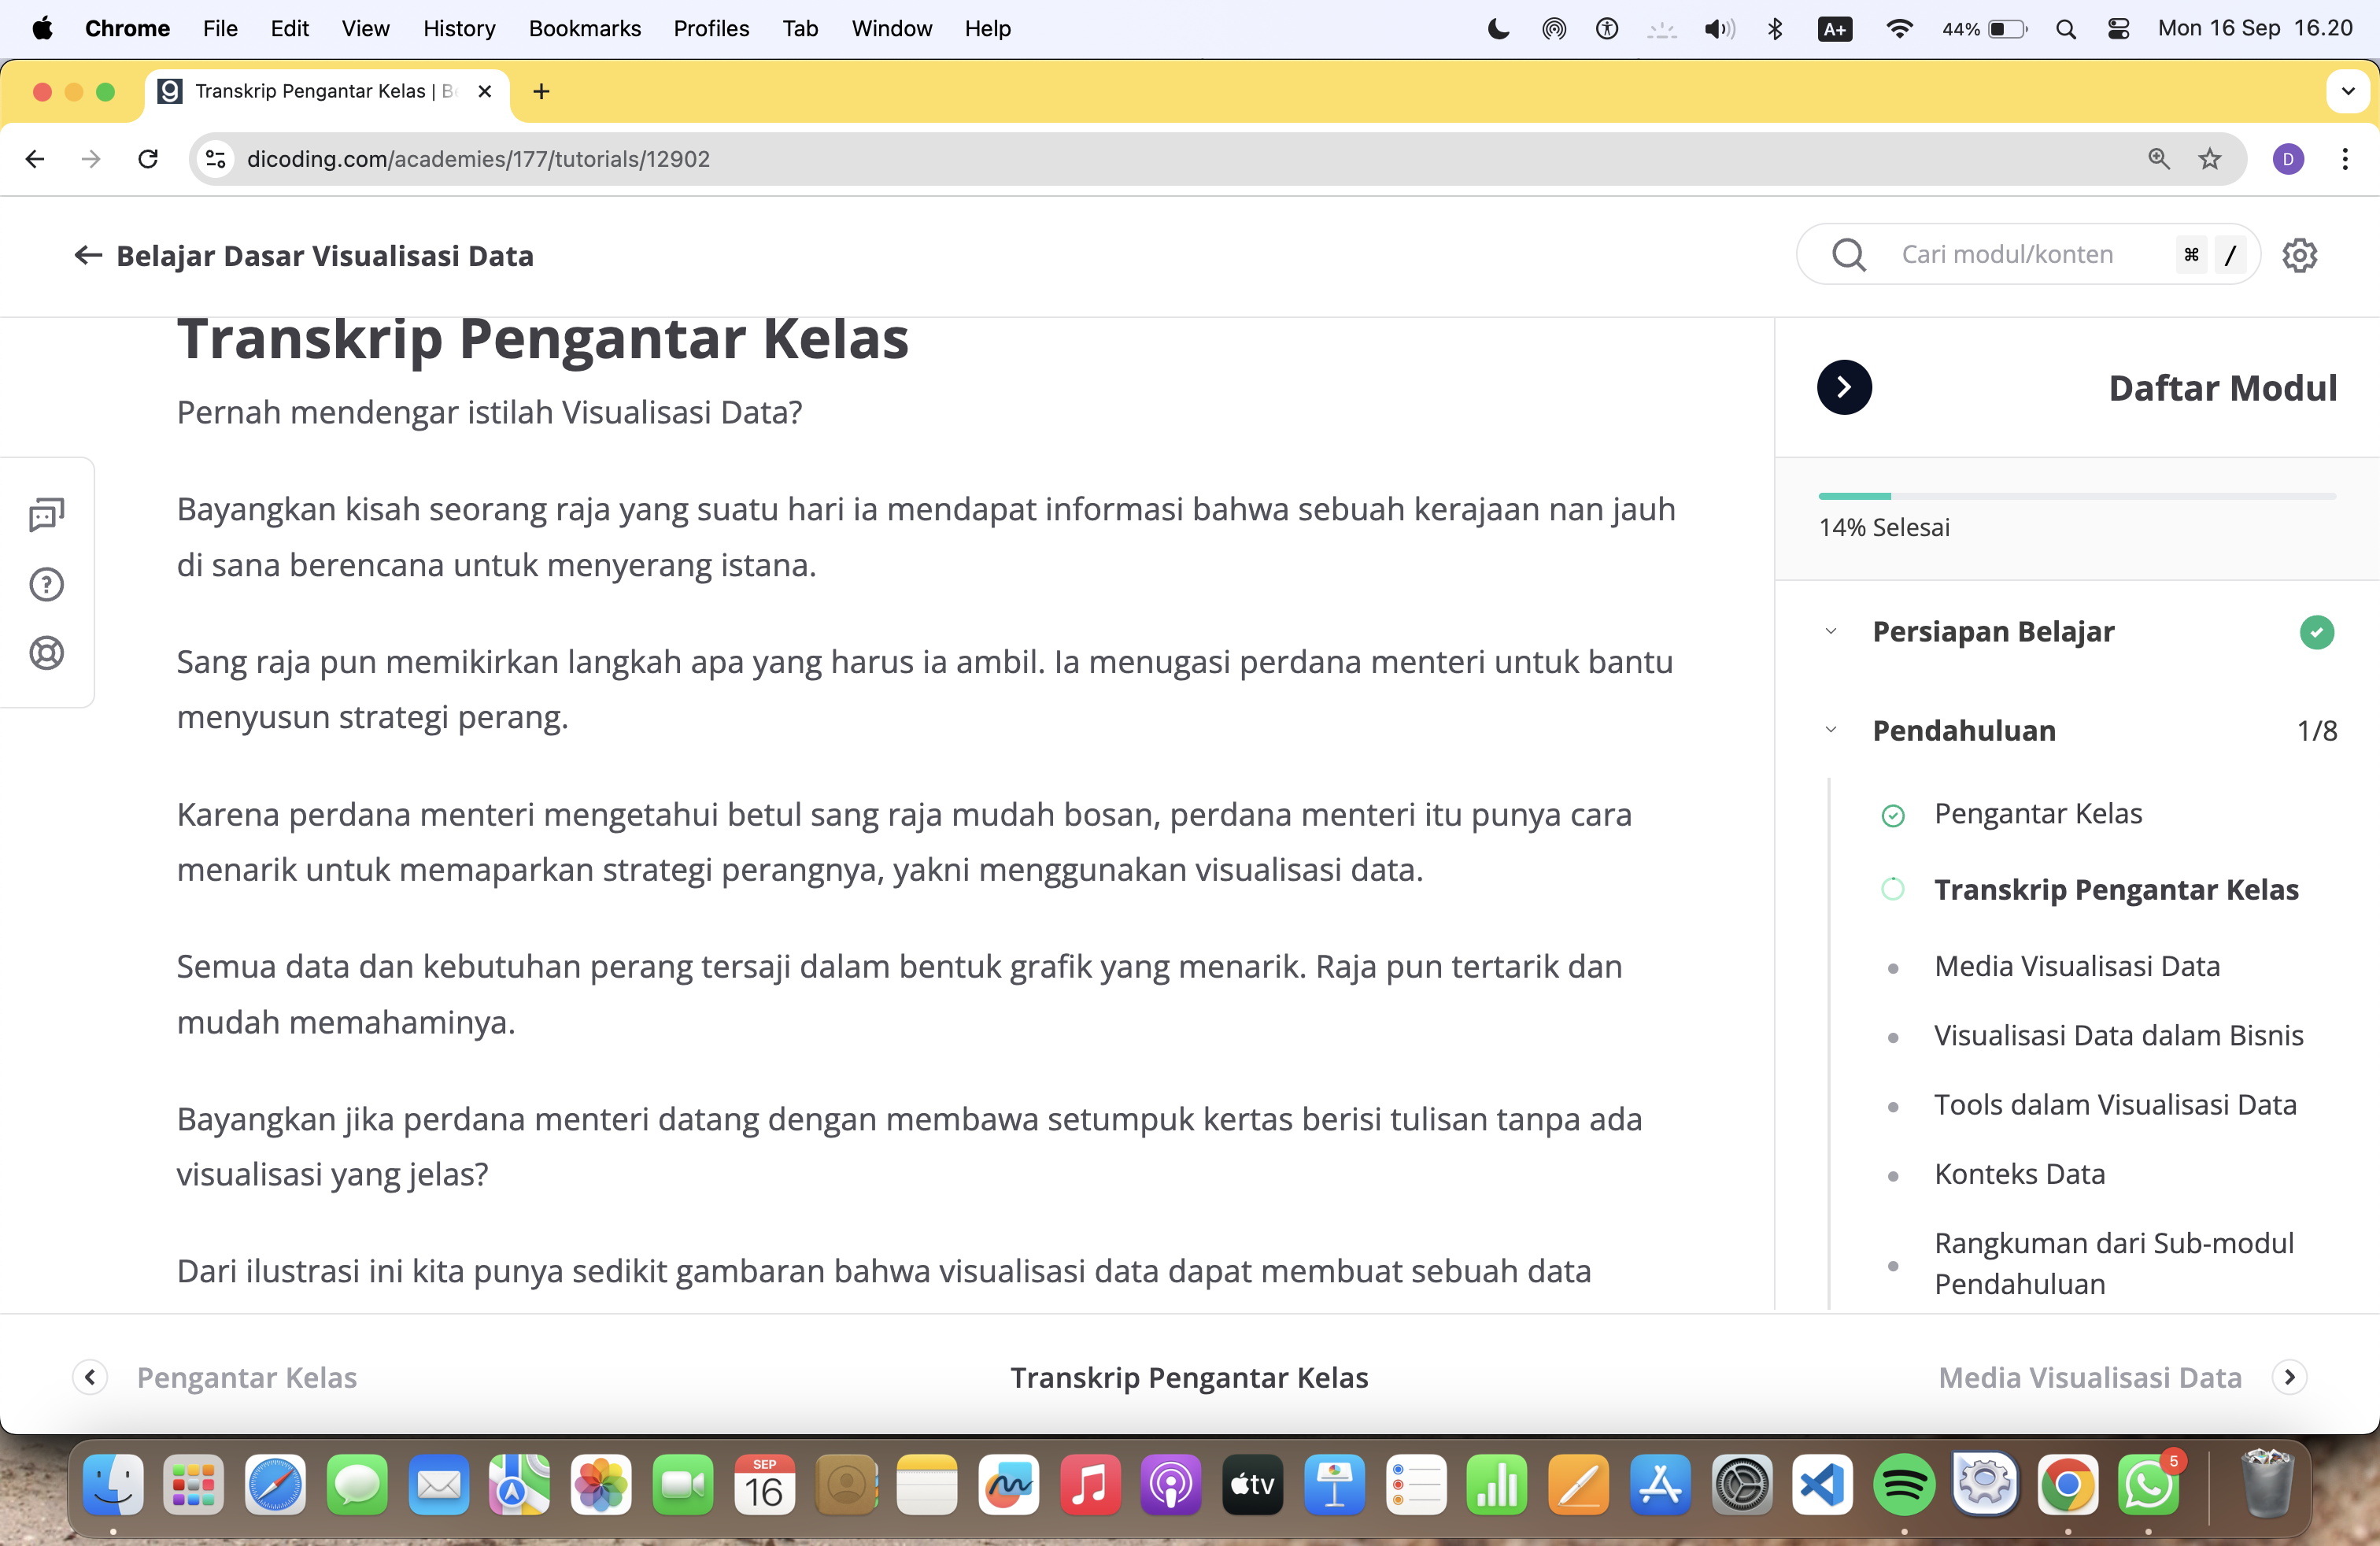 Chrome File Edit View History Bookmarks Profiles Tab Window Help A+ 44% Mon 16 Sep 16.20
Transkrip Pengantar Kelas | B
dicoding.com/academies/177/tutorials/12902 D
Belajar Dasar Visualisasi Data
Cari modul/konten ⌘ /
Transkrip Pengantar Kelas
Pernah mendengar istilah Visualisasi Data?
Bayangkan kisah seorang raja yang suatu hari ia mendapat informasi bahwa sebuah kerajaan nan jauh
di sana berencana untuk menyerang istana.
Sang raja pun memikirkan langkah apa yang harus ia ambil. Ia menugasi perdana menteri untuk bantu
menyusun strategi perang.
Karena perdana menteri mengetahui betul sang raja mudah bosan, perdana menteri itu punya cara
menarik untuk memaparkan strategi perangnya, yakni menggunakan visualisasi data.
Semua data dan kebutuhan perang tersaji dalam bentuk grafik yang menarik. Raja pun tertarik dan
mudah memahaminya.
Bayangkan jika perdana menteri datang dengan membawa setumpuk kertas berisi tulisan tanpa ada
visualisasi yang jelas?
Dari ilustrasi ini kita punya sedikit gambaran bahwa visualisasi data dapat membuat sebuah data
Daftar Modul
14% Selesai
Persiapan Belajar
Pendahuluan 1/8
Pengantar Kelas
Transkrip Pengantar Kelas
Media Visualisasi Data
Visualisasi Data dalam Bisnis
Tools dalam Visualisasi Data
Konteks Data
Rangkuman dari Sub-modul
Pendahuluan
Pengantar Kelas
Transkrip Pengantar Kelas
Media Visualisasi Data
SEP
16
tv
5